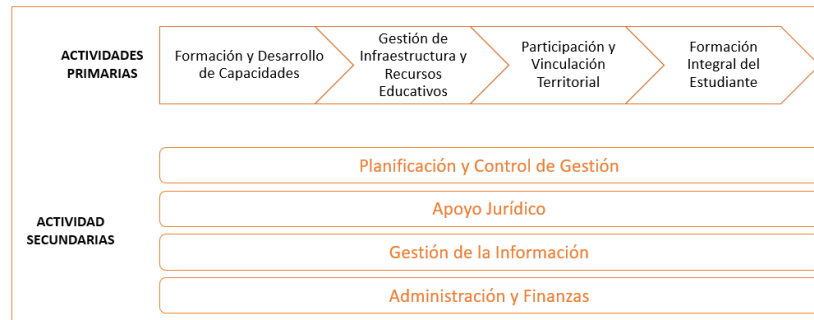 ACTIVIDADES
PRIMARIAS
Formación y Desarrollo
de Capacidades
Gestión de
Infraestructura y
Recursos
Educativos
Participación y
Vinculación
Territorial
Formación
Integral del
Estudiante
ACTIVIDAD
SECUNDARIAS
Planificación y Control de Gestión
Apoyo Jurídico
Gestión de la Información
Administración y Finanzas